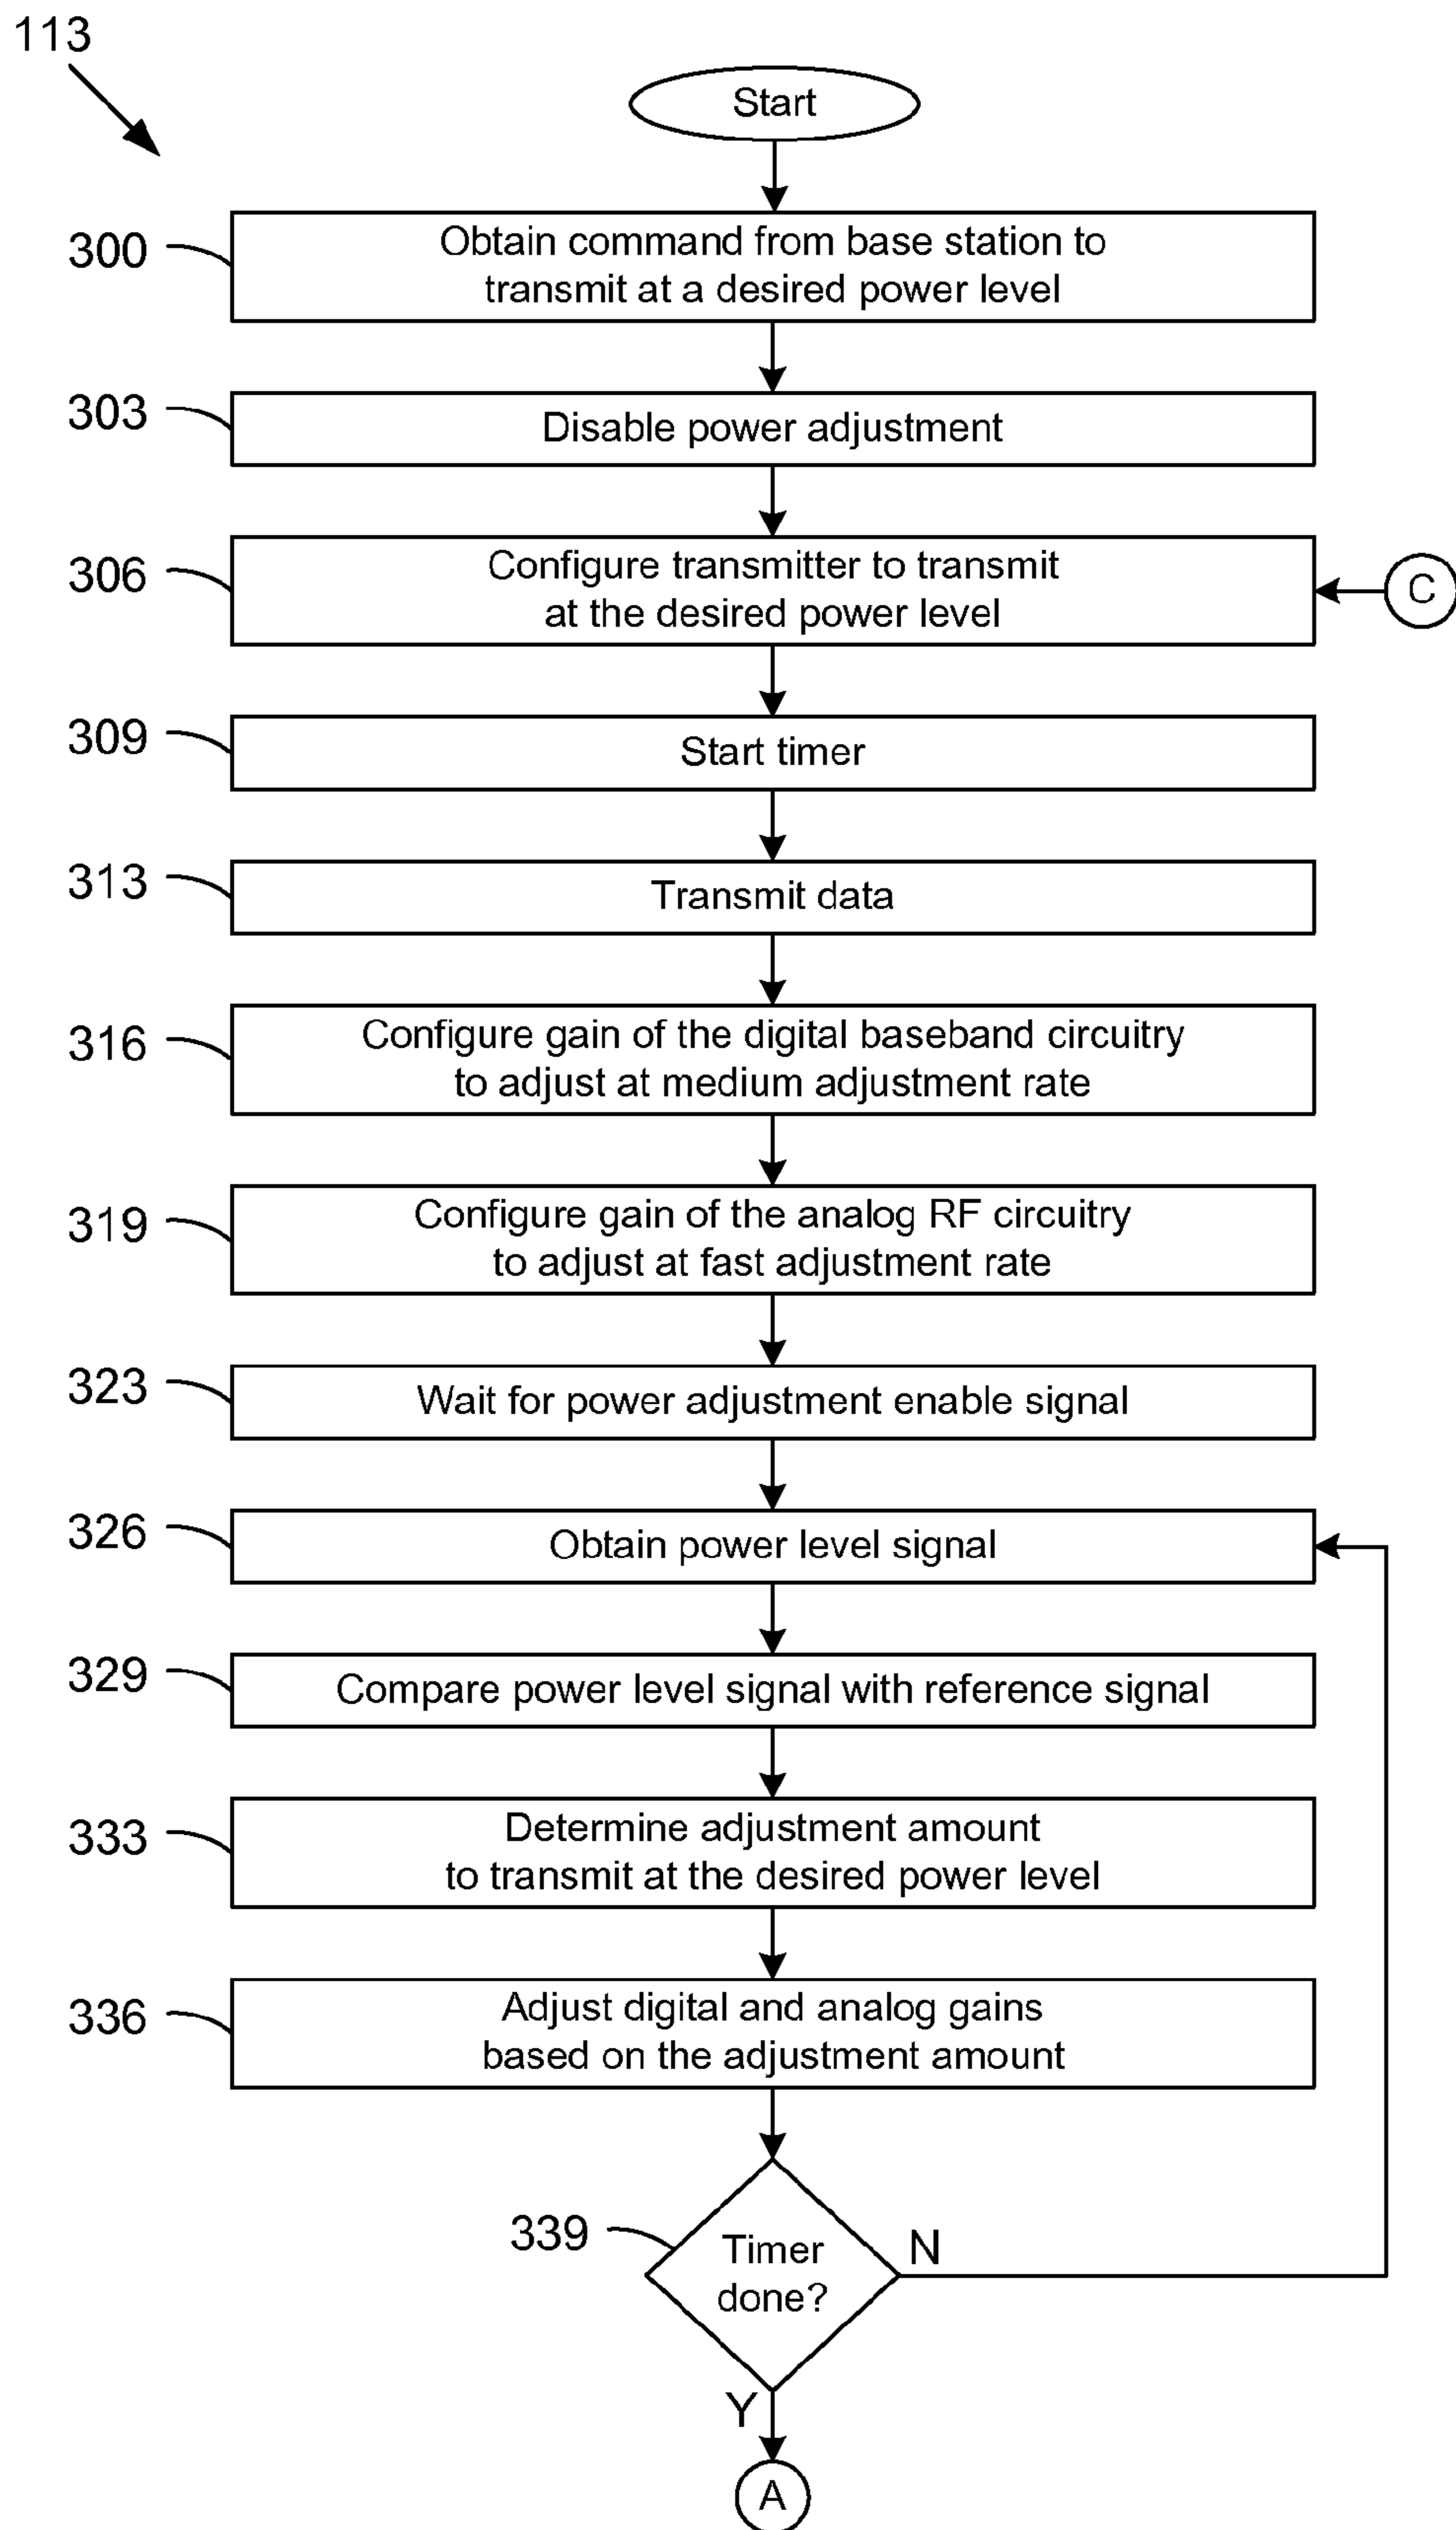 113
Start
300
Obtain command from base station to
transmit at a desired power level
303
Disable power adjustment
306
Configure transmitter to transmit
at the desired power level
C
309
Start timer
313
Transmit data
316
Configure gain of the digital baseband circuitry
to adjust at medium adjustment rate
319
Configure gain of the analog RF circuitry
to adjust at fast adjustment rate
323
Wait for power adjustment enable signal
326
Obtain power level signal
329
Compare power level signal with reference signal
333
Determine adjustment amount
to transmit at the desired power level
336
Adjust digital and analog gains
based on the adjustment amount
339
Timer
done?
N
Y
A